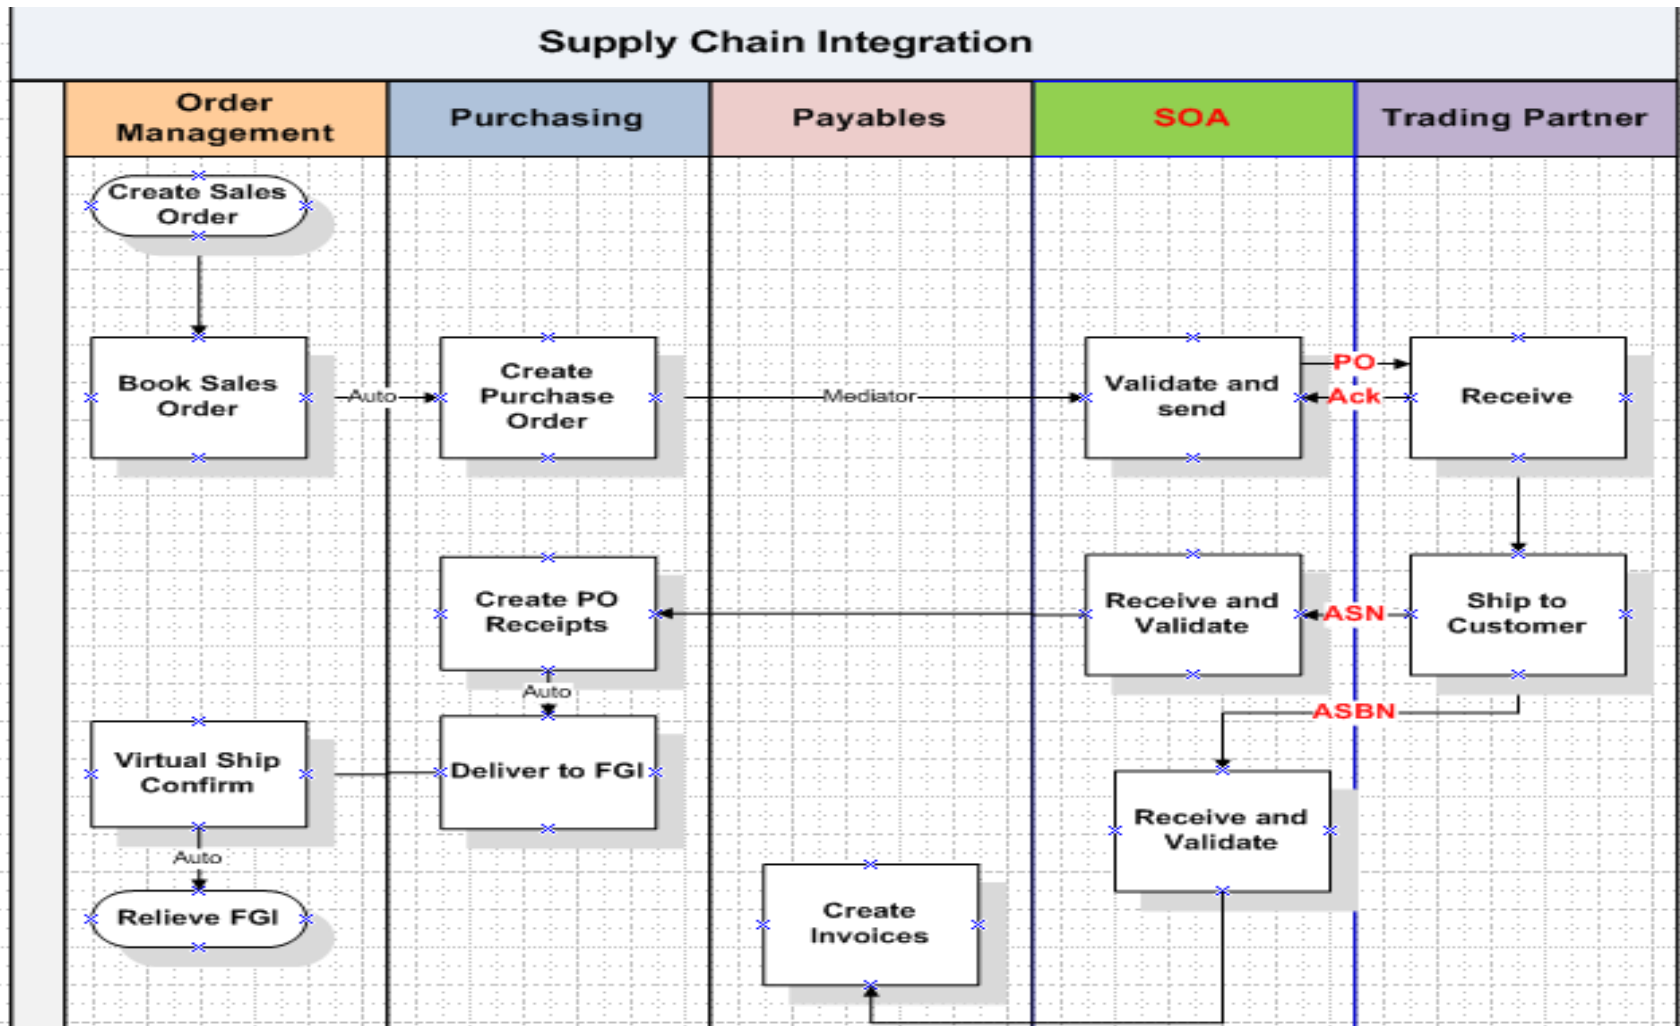 Supply Chain Integration
Order
Management
Purchasing
Payables
SOA
Trading Partner
Create Sales
Order
Book Sales
Order
Auto
Create
Purchase
Order
Mediator
Validate and
send
PO
Ack
Receive
Create PO
Receipts
Receive and
Validate
ASN
Ship to
Customer
Auto
ASBN
Virtual Ship
Confirm
Deliver to FGI
Receive and
Validate
Auto
Relieve FGI
Create
Invoices